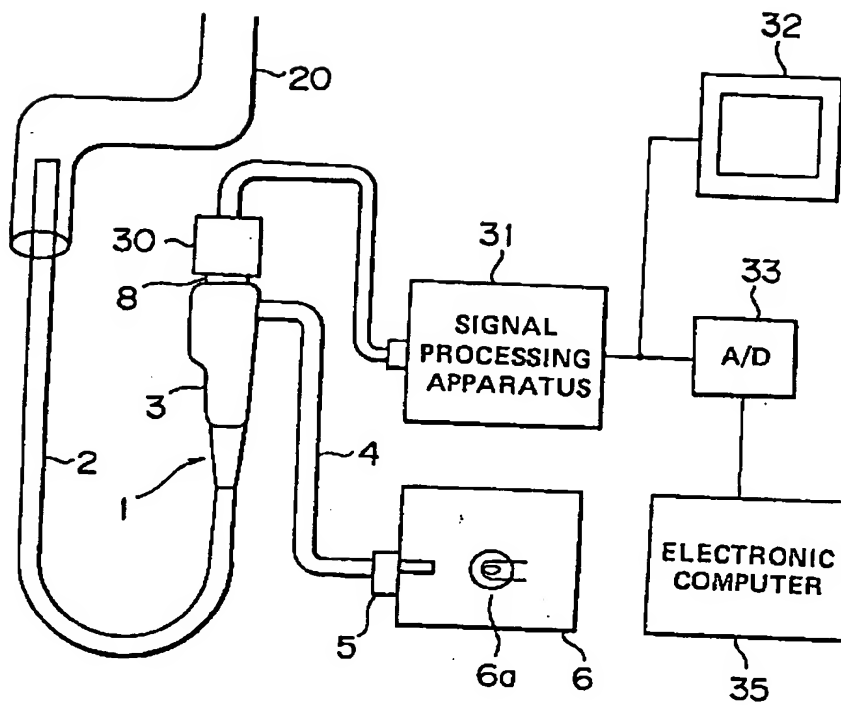 32
20
31
30
33
8
SIGNAL
PROCESSING
APPARATUS
A/D
3
2
4
1
ELECTRONIC
COMPUTER
5
6a
6
35